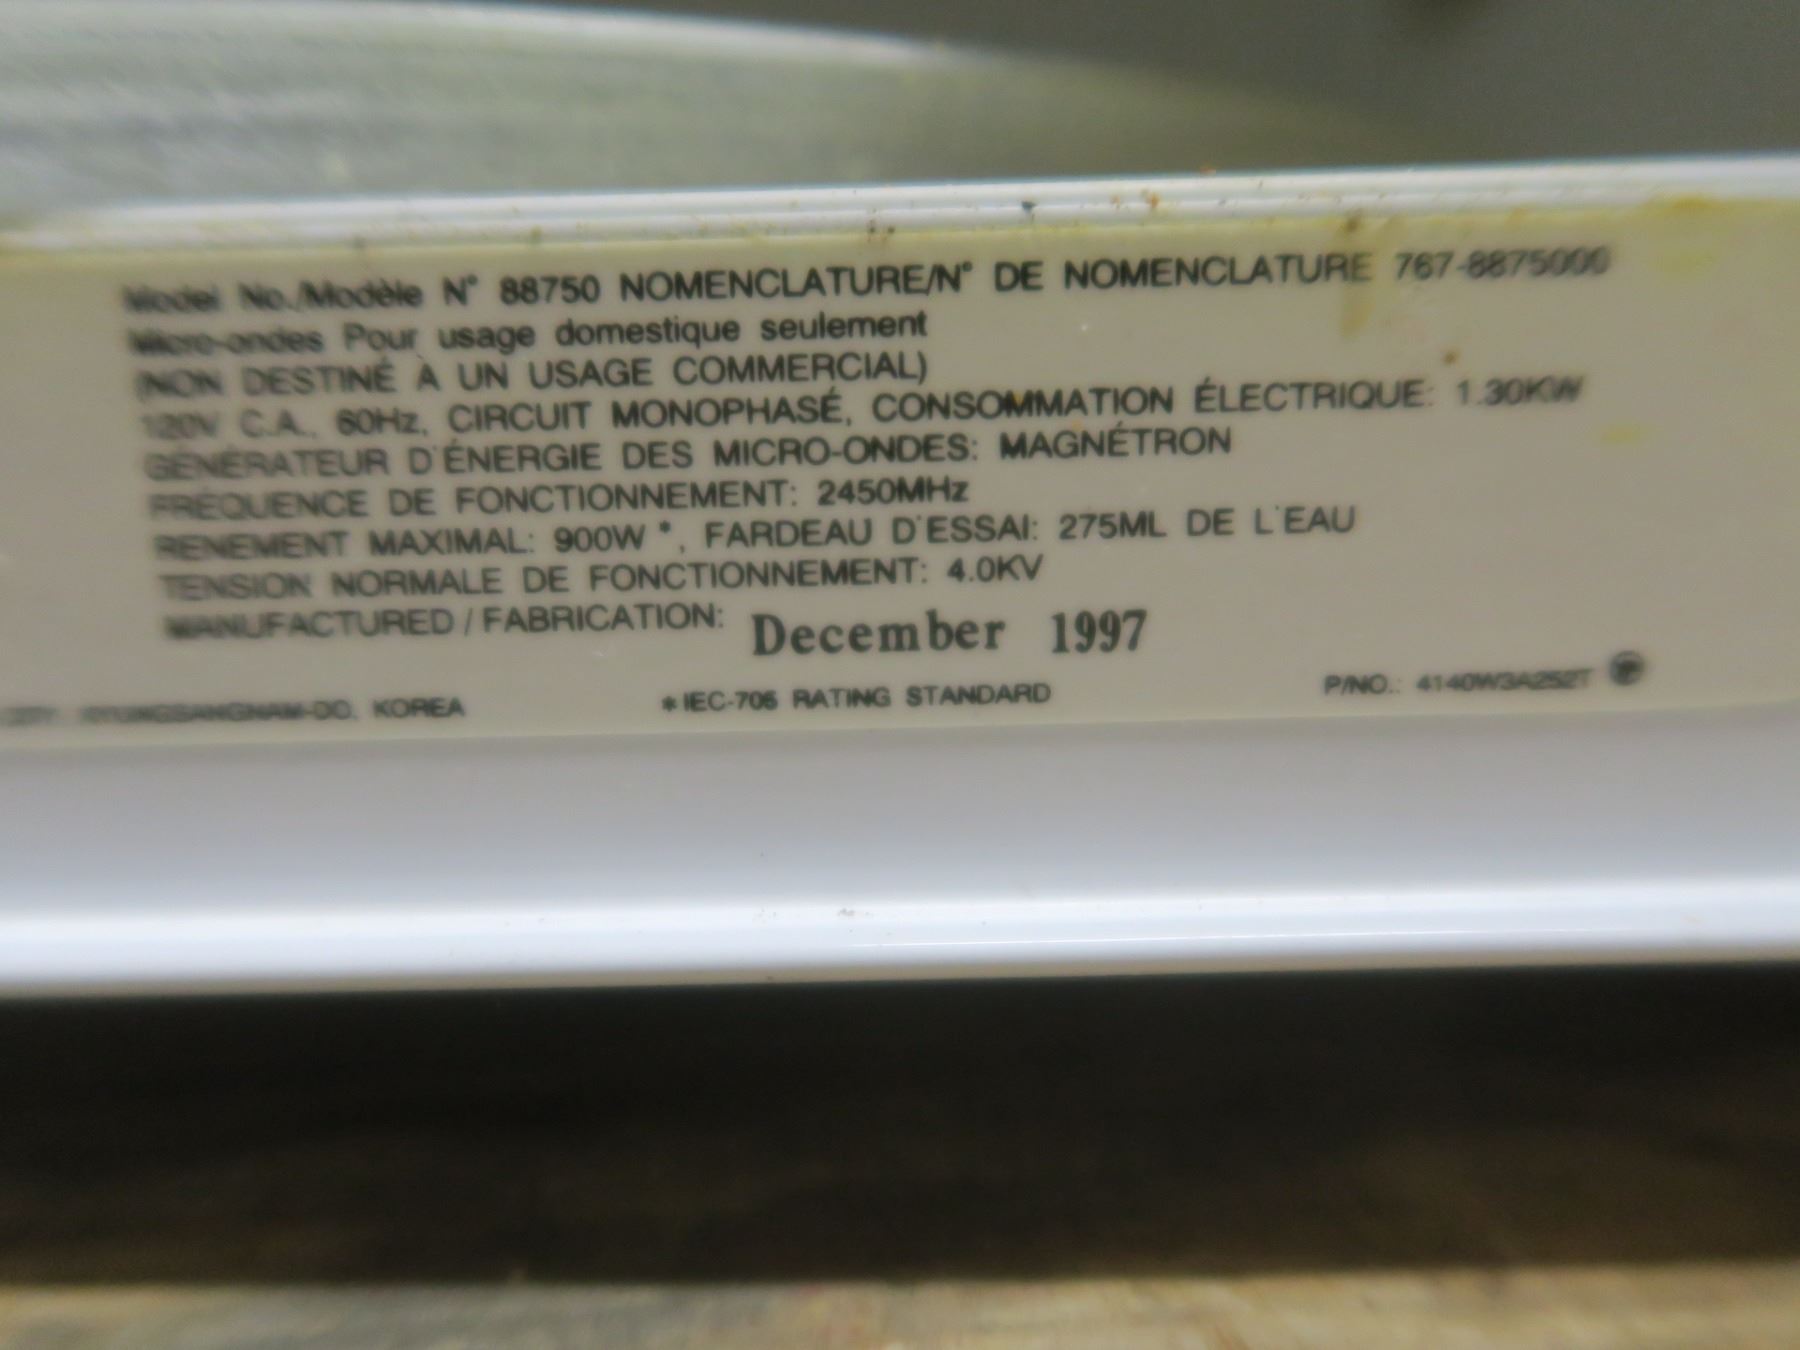 Model No./Modèle N° 88750 NOMENCLATURE/N° DE NOMENCLATURE 767-8875000
Micro-ondes Pour usage domestique seulement
(NON DESTINÉ À UN USAGE COMMERCIAL)
120V C.A., 60Hz, CIRCUIT MONOPHASÉ, CONSOMMATION ÉLECTRIQUE: 1.30KW
GÉNÉRATEUR D'ÉNERGIE DES MICRO-ONDES: MAGNÉTRON
FRÉQUENCE DE FONCTIONNEMENT: 2450MHz
RENEMENT MAXIMAL: 900W *, FARDEAU D'ESSAI: 275ML DE L'EAU
TENSION NORMALE DE FONCTIONNEMENT: 4.0KV
MANUFACTURED / FABRICATION: December 1997
KYUNGSANGNAM-DO, KOREA * IEC-705 RATING STANDARD P/NO.: 4140W3A252T